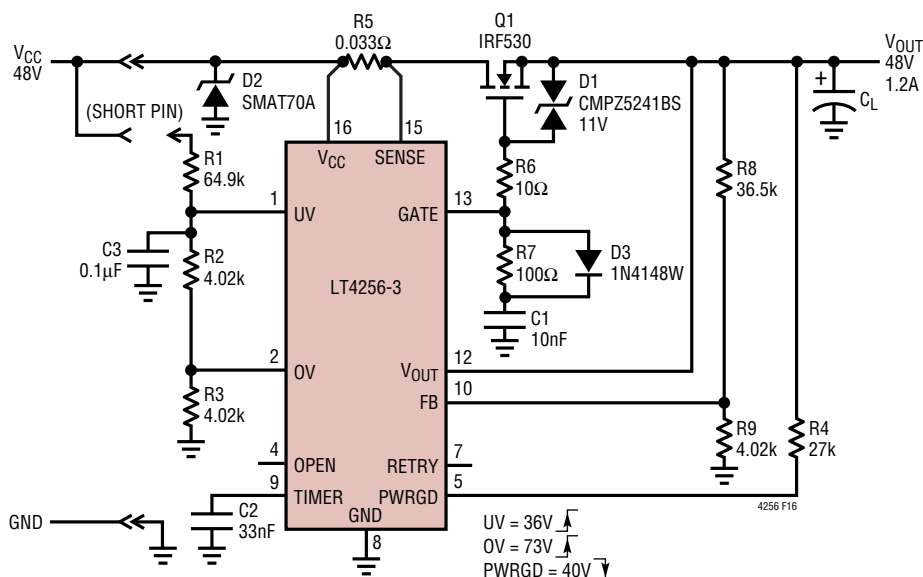 R5
0.033Ω
Q1
IRF530
VCC
48V
VOUT
48V
1.2A
D2
SMAT70A
D1
CMPZ5241BS
11V
+
CL
(SHORT PIN)
16
15
VCC
SENSE
R1
64.9k
R6
10Ω
R8
36.5k
1
UV
13
GATE
C3
0.1µF
R2
4.02k
R7
100Ω
D3
1N4148W
LT4256-3
C1
10nF
2
OV
12
VOUT
10
FB
R3
4.02k
R9
4.02k
R4
27k
4
OPEN
7
RETRY
9
TIMER
5
PWRGD
4256 F16
GND
C2
33nF
GND
8
UV = 36V
OV = 73V
PWRGD = 40V